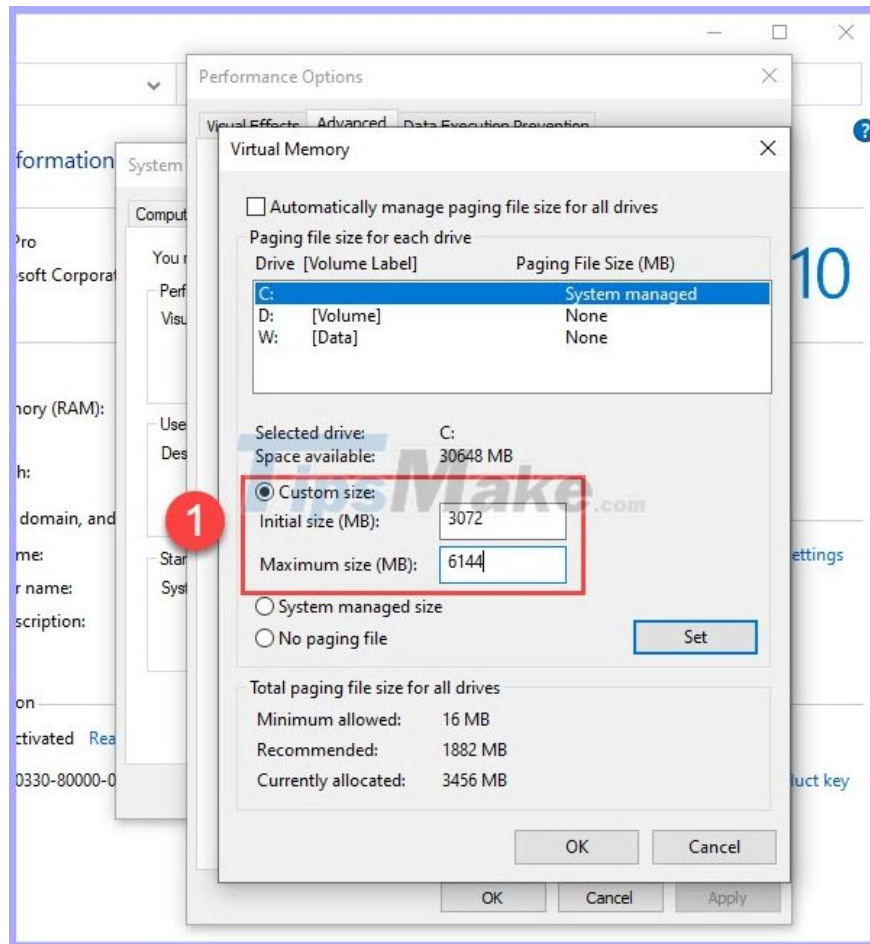 Performance Options
Visual Effects Advanced Data Execution Prevention
formation
System
Virtual Memory
Comput
Automatically manage paging file size for all drives
Pro
Paging file size for each drive
soft Corporat
You
Drive [Volume Label] Paging File Size (MB)
10
Perf
C: System managed
Visu
D: [Volume] None
W: [Data] None
mory (RAM):
Use
Selected drive: C:
Des
Space available: 30648 MB
h:
TipsMake.com
Custom size:
1
domain, and
Initial size (MB): 3072
me:
Star
Maximum size (MB): 6144
ettings
r name:
Syst
System managed size
scription:
No paging file
Set
on
Total paging file size for all drives
Minimum allowed: 16 MB
ctivated Rea
Recommended: 1882 MB
0330-80000-0
Currently allocated: 3456 MB
uct key
OK Cancel
OK Cancel Apply